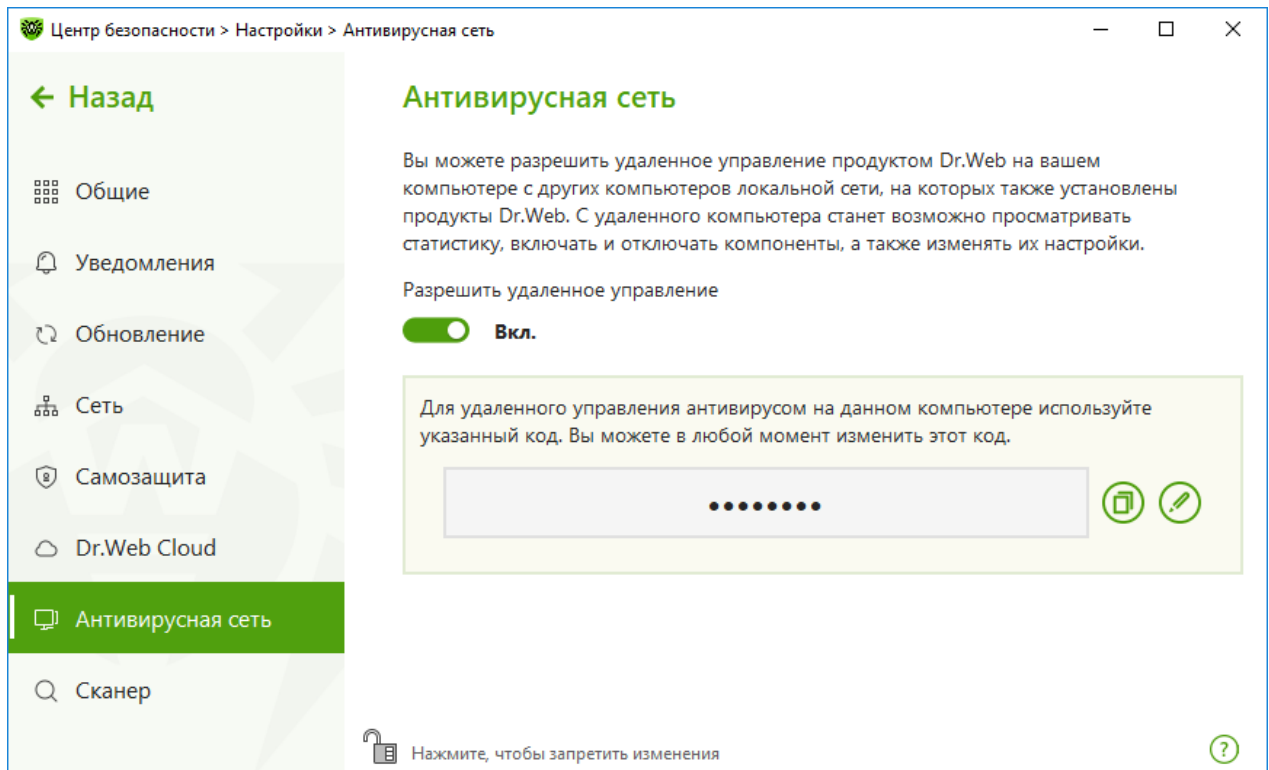 Центр безопасности > Настройки > Антивирусная сеть
Назад
Общие
Уведомления
Обновление
Сеть
Самозащита
Dr.Web Cloud
Антивирусная сеть
Сканер
Антивирусная сеть
Вы можете разрешить удаленное управление продуктом Dr.Web на вашем
компьютере с других компьютеров локальной сети, на которых также установлены
продукты Dr.Web. С удаленного компьютера станет возможно просматривать
статистику, включать и отключать компоненты, а также изменять их настройки.
Разрешить удаленное управление
Вкл.
Для удаленного управления антивирусом на данном компьютере используйте
указанный код. Вы можете в любой момент изменить этот код.
••••••••
Нажмите, чтобы запретить изменения
?